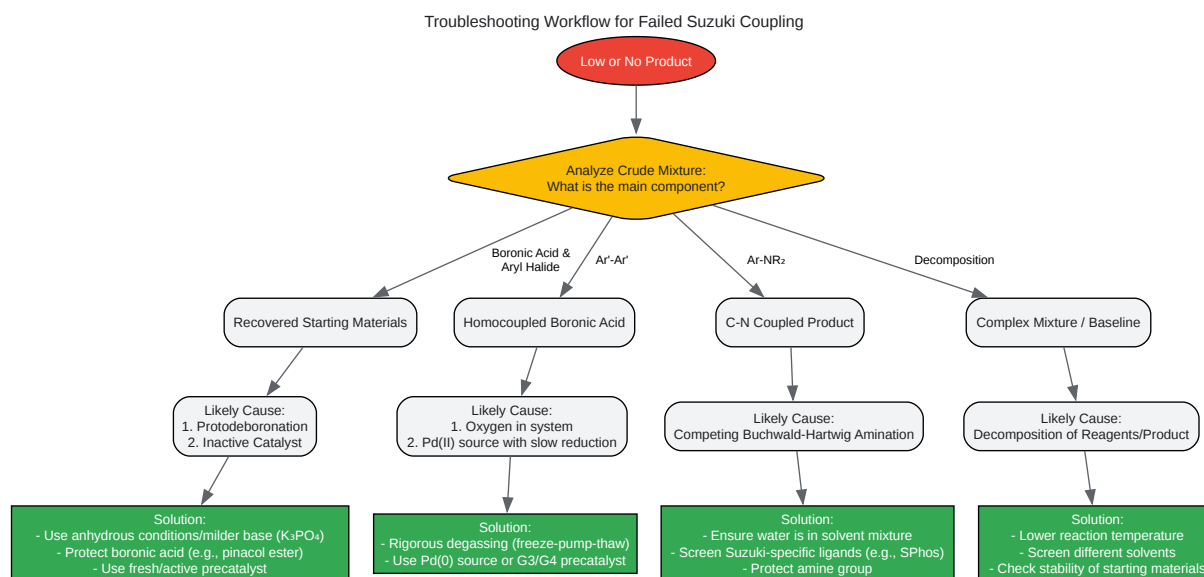 Troubleshooting Workflow for Failed Suzuki Coupling
Low or No Product
Analyze Crude Mixture:
What is the main component?
Boronic Acid &
Aryl Halide
Ar'-Ar'
Ar-NR₂
Decomposition
Recovered Starting Materials
Homocoupled Boronic Acid
C-N Coupled Product
Complex Mixture / Baseline
Likely Cause:
1. Protodeboronation
2. Inactive Catalyst
Likely Cause:
1. Oxygen in system
2. Pd(II) source with slow reduction
Likely Cause:
Competing Buchwald-Hartwig Amination
Likely Cause:
Decomposition of Reagents/Product
Solution:
- Use anhydrous conditions/milder base (K₃PO₄)
- Protect boronic acid (e.g., pinacol ester)
- Use fresh/active precatalyst
Solution:
- Rigorous degassing (freeze-pump-thaw)
- Use Pd(0) source or G3/G4 precatalyst
Solution:
- Ensure water is in solvent mixture
- Screen Suzuki-specific ligands (e.g., SPhos)
- Protect amine group
Solution:
- Lower reaction temperature
- Screen different solvents
- Check stability of starting materials